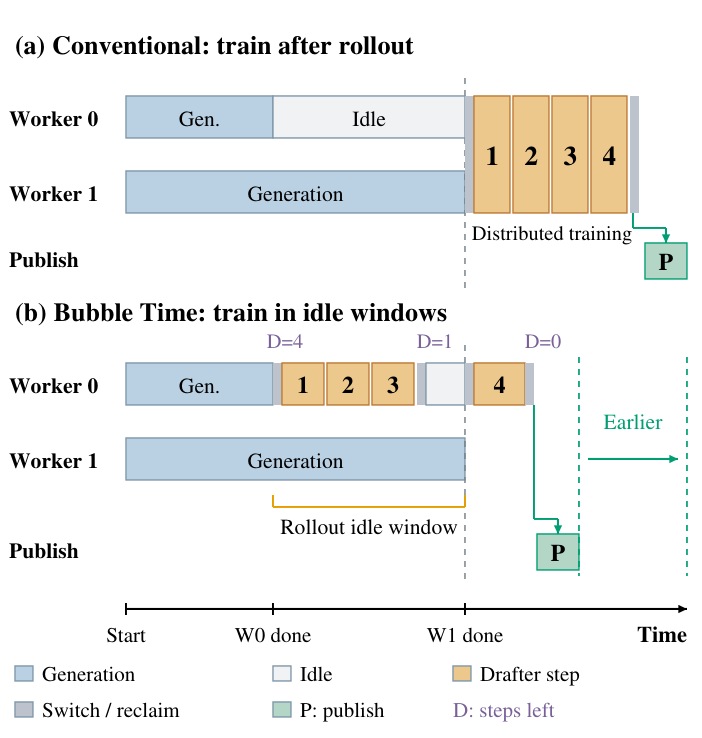 (a) Conventional: train after rollout
Worker 0
Gen.
Idle
1 2 3 4
Worker 1
Generation
Distributed training
Publish
P
(b) Bubble Time: train in idle windows
D=4 D=1 D=0
Worker 0
Gen.
1 2 3 4
Earlier
Worker 1
Generation
Rollout idle window
Publish
P
Start W0 done W1 done Time
Generation Idle Drafter step
Switch / reclaim P: publish D: steps left